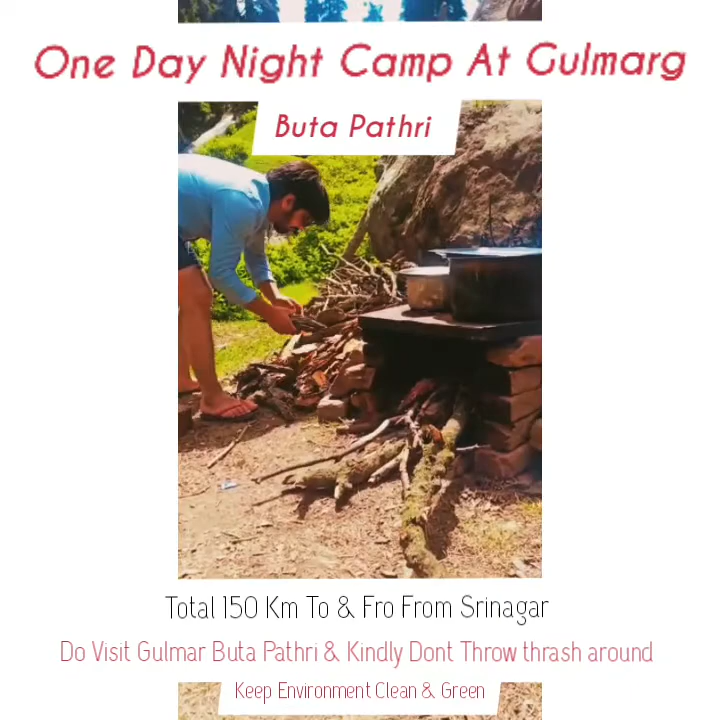 One Day Night Camp At Gulmarg
Buta Pathri
Total 150 Km To & Fro From Srinagar
Do Visit Gulmar Buta Pathri & Kindly Dont Throw thrash around
Keep Environment Clean & Green